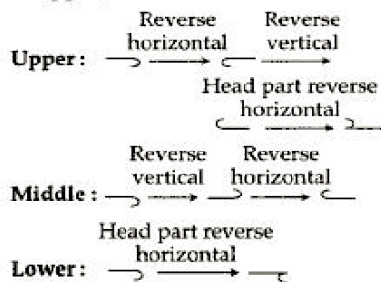 Reverse Reverse
horizontal vertical
Upper :
Head part reverse
horizontal
Reverse Reverse
vertical horizontal
Middle :
Head part reverse
horizontal
Lower :